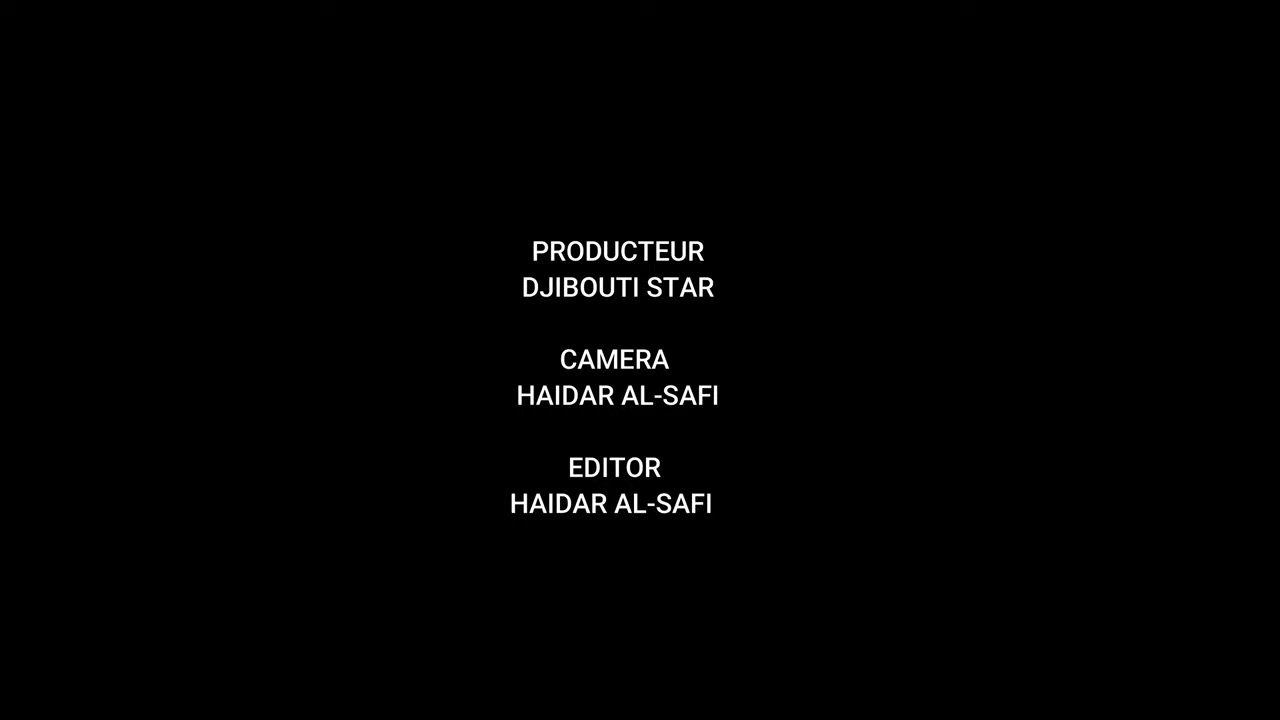 PRODUCTEUR
DJIBOUTI STAR
CAMERA
HAIDAR AL-SAFI
EDITOR
HAIDAR AL-SAFI